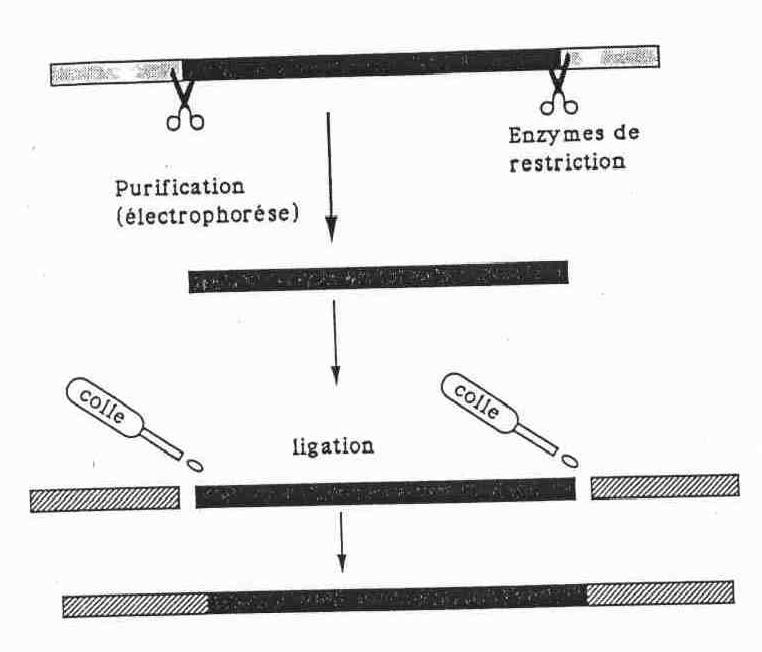 Enzymes de
restriction
Purification
(électrophorése)
colle
colle
ligation